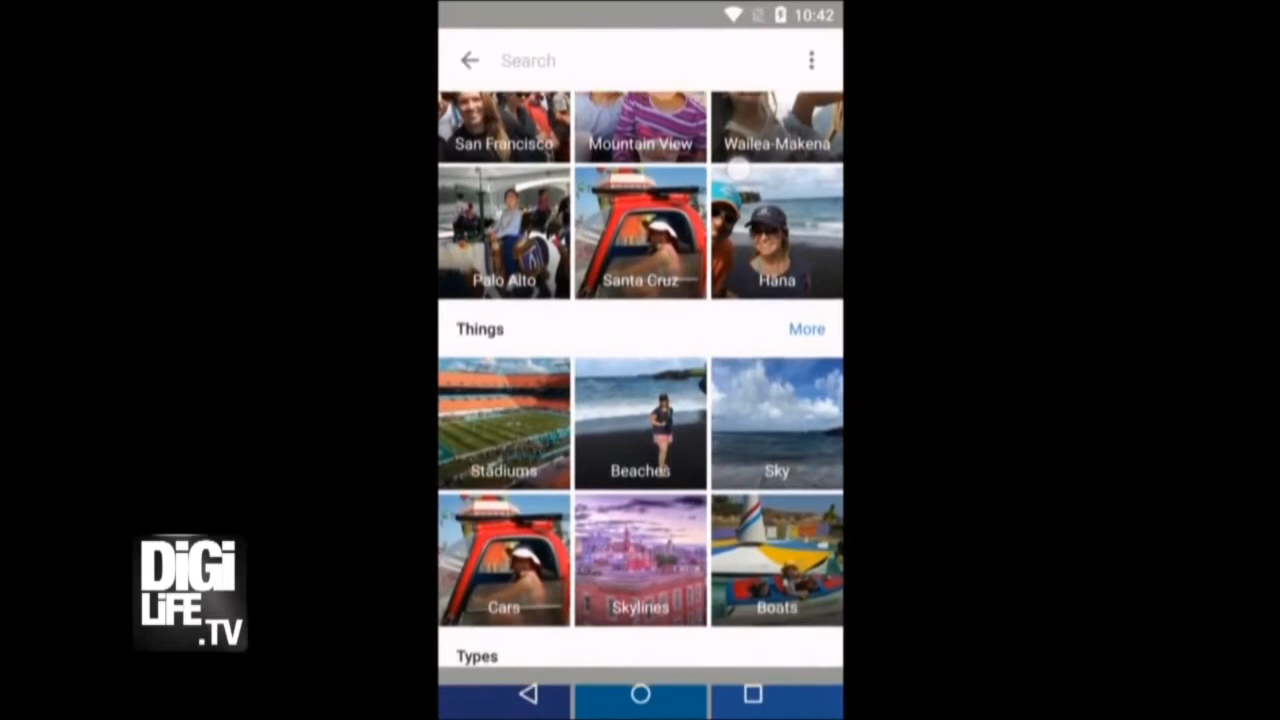 10:42
Search
San Francisco
Mountain View
Wailea-Makena
Palo Alto
Santa Cruz
Hana
Things
More
Stadiums
Beaches
Sky
Cars
Skylines
Boats
Types
DiGi
LiFE
.TV